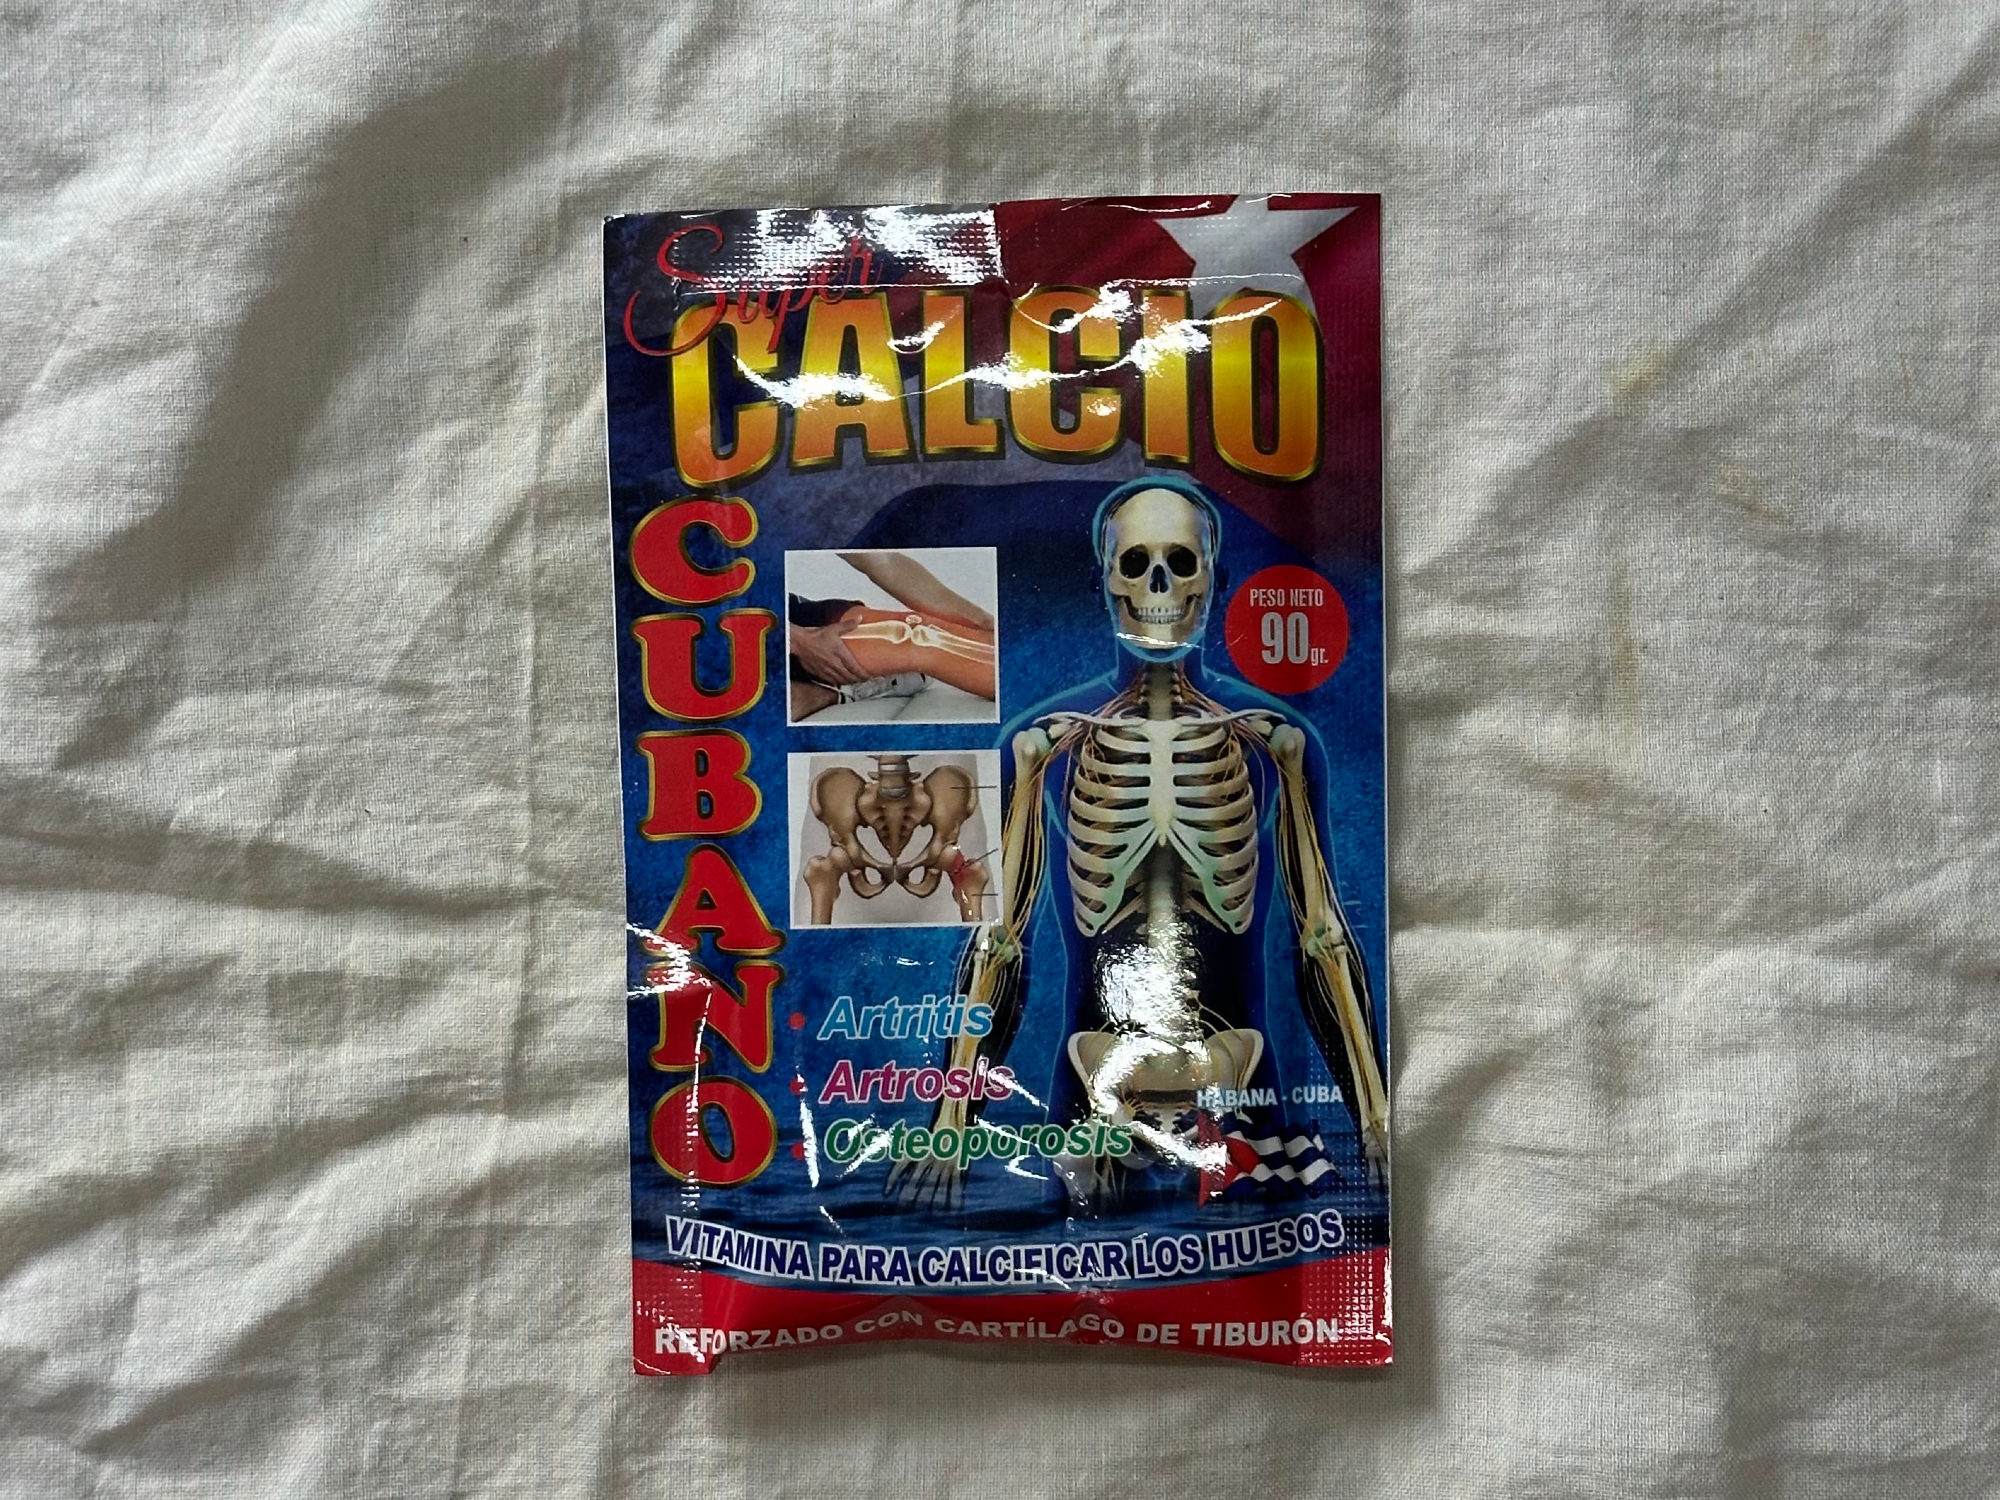 Super
CALCIO
CUBANO
PESO NETO
90gr.
• Artritis
• Artrosis
• Osteoporosis
HABANA - CUBA
VITAMINA PARA CALCIFICAR LOS HUESOS
REFORZADO CON CARTÍLAGO DE TIBURÓN